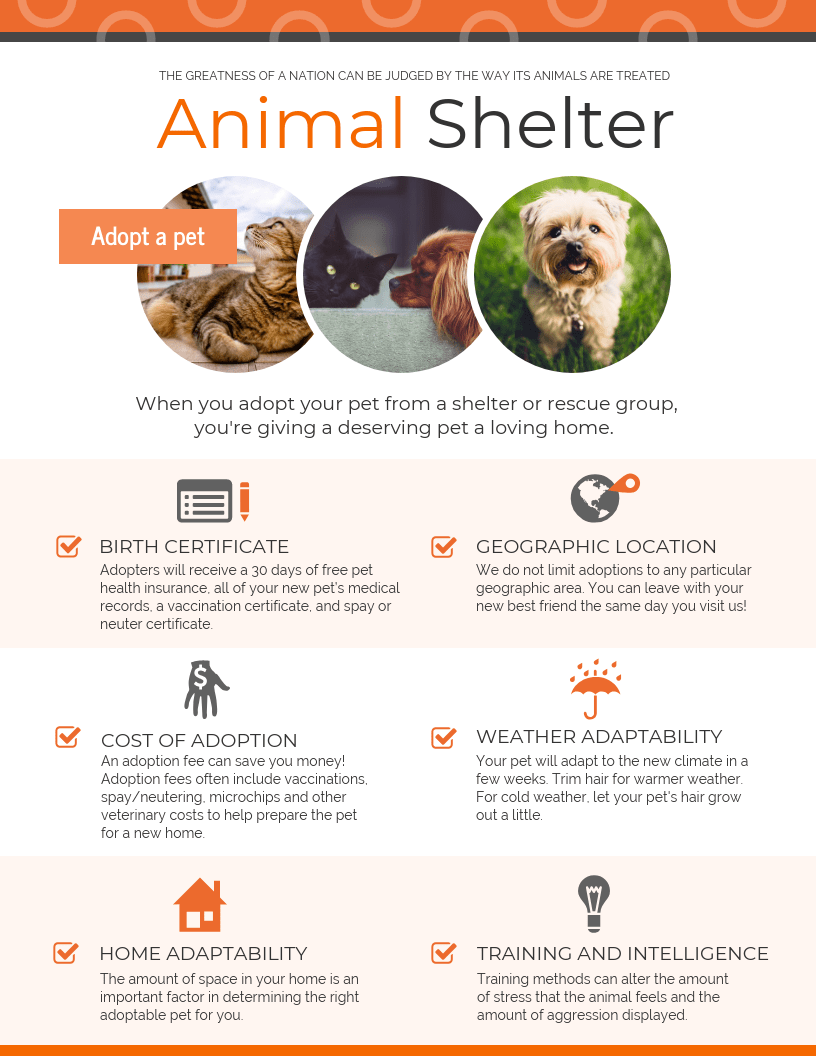 THE GREATNESS OF A NATION CAN BE JUDGED BY THE WAY ITS ANIMALS ARE TREATED
Animal Shelter
Adopt a pet
When you adopt your pet from a shelter or rescue group,
you're giving a deserving pet a loving home.
BIRTH CERTIFICATE
Adopters will receive a 30 days of free pet
health insurance, all of your new pet's medical
records, a vaccination certificate, and spay or
neuter certificate.
GEOGRAPHIC LOCATION
We do not limit adoptions to any particular
geographic area. You can leave with your
new best friend the same day you visit us!
$
COST OF ADOPTION
An adoption fee can save you money!
Adoption fees often include vaccinations,
spay/neutering, microchips and other
veterinary costs to help prepare the pet
for a new home.
WEATHER ADAPTABILITY
Your pet will adapt to the new climate in a
few weeks. Trim hair for warmer weather.
For cold weather, let your pet's hair grow
out a little.
HOME ADAPTABILITY
The amount of space in your home is an
important factor in determining the right
adoptable pet for you.
TRAINING AND INTELLIGENCE
Training methods can alter the amount
of stress that the animal feels and the
amount of aggression displayed.